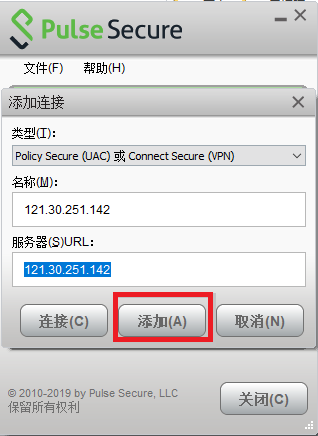 Pulse Secure
文件(F) 帮助(H)
添加连接
类型(T):
Policy Secure (UAC) 或 Connect Secure (VPN)
名称(M):
121.30.251.142
服务器(S)URL:
121.30.251.142
连接(C) 添加(A) 取消(N)
© 2010-2019 by Pulse Secure, LLC
保留所有权利
关闭(C)